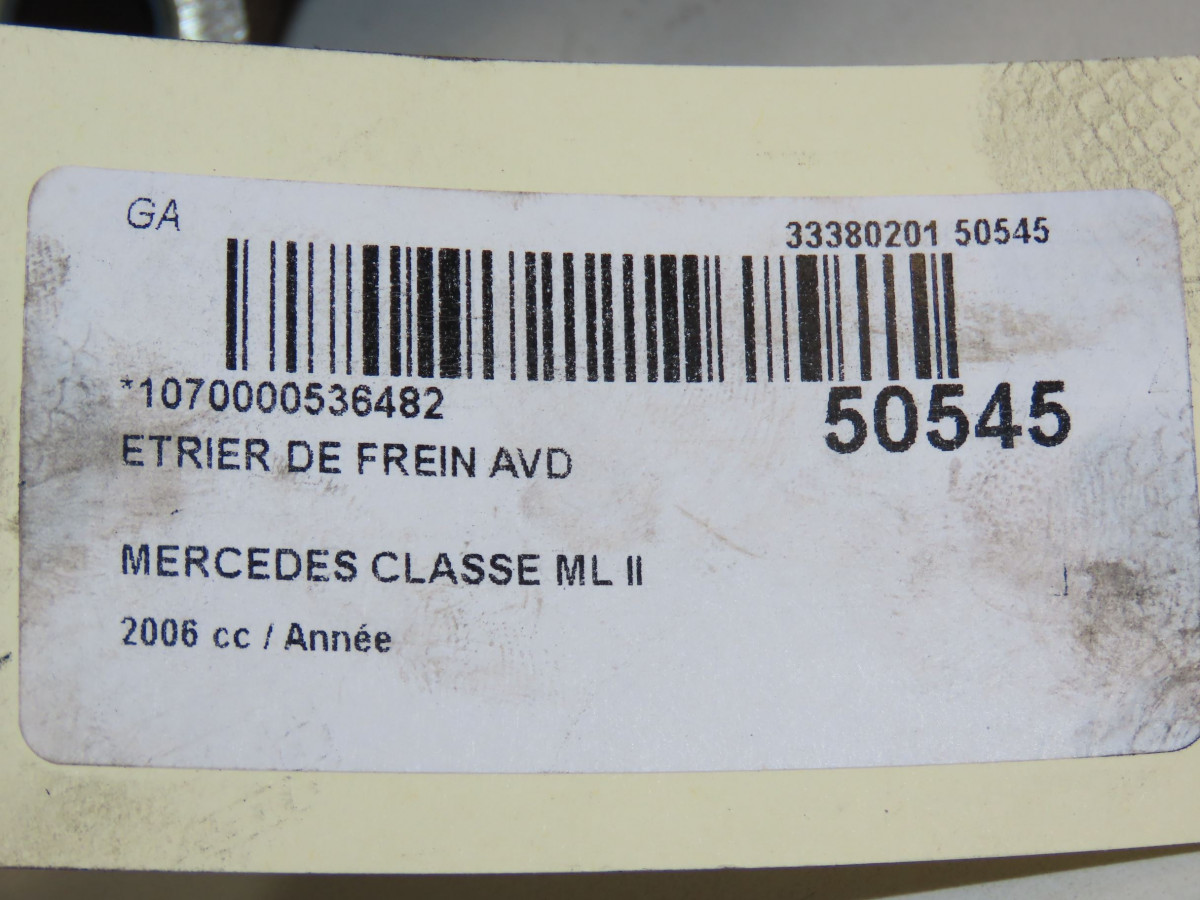 GA
33380201 50545
*1070000536482
50545
ETRIER DE FREIN AVD
MERCEDES CLASSE ML II
2006 cc / Année